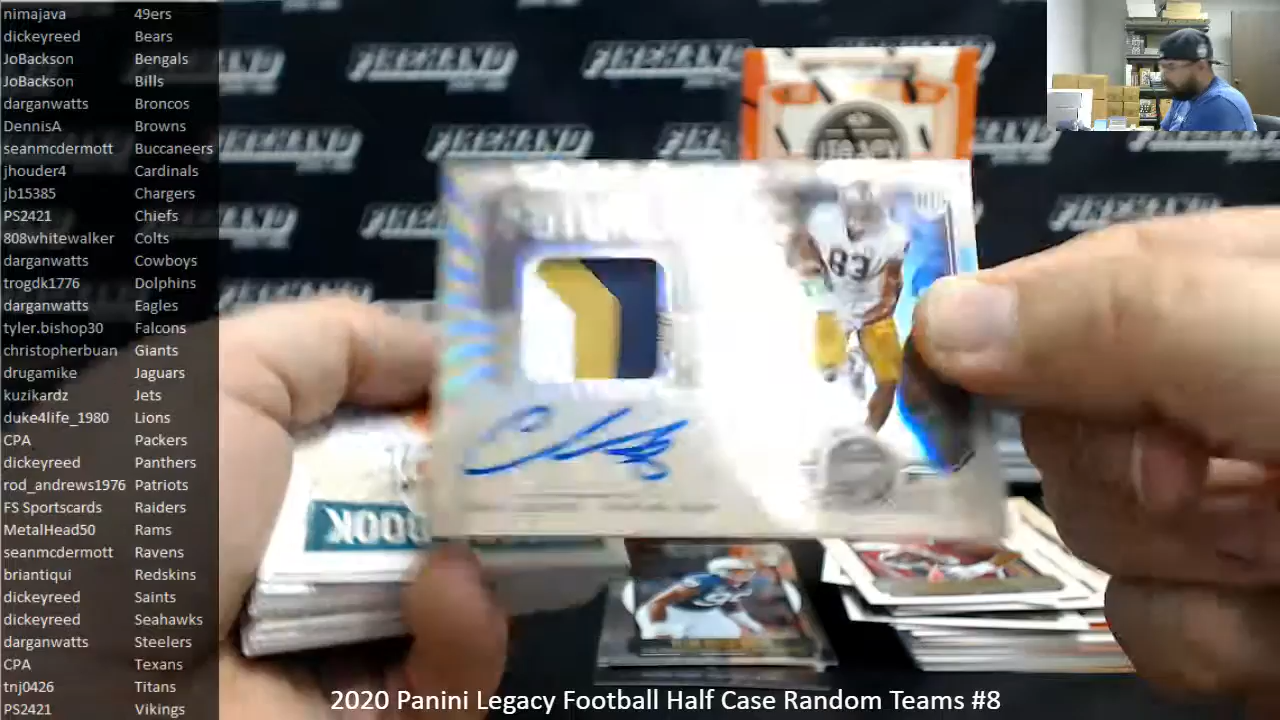 nimajava 49ers
dickeyreed Bears
JoBackson Bengals
JoBackson Bills
darganwatts Broncos
DennisA Browns
seanmcdermott Buccaneers
jhouder4 Cardinals
jb15385 Chargers
PS2421 Chiefs
808whitewalker Colts
darganwatts Cowboys
trogdk1776 Dolphins
darganwatts Eagles
tyler.bishop30 Falcons
christopherbuan Giants
drugamike Jaguars
kuzikardz Jets
duke4life_1980 Lions
CPA Packers
dickeyreed Panthers
rod_andrews1976 Patriots
FS Sportscards Raiders
MetalHead50 Rams
seanmcdermott Ravens
briantiqui Redskins
dickeyreed Saints
dickeyreed Seahawks
darganwatts Steelers
CPA Texans
tnj0426 Titans
PS2421 Vikings
FIREHAND
FIREHAND
FIREHAND
LEGACY
83
2020 Panini Legacy Football Half Case Random Teams #8